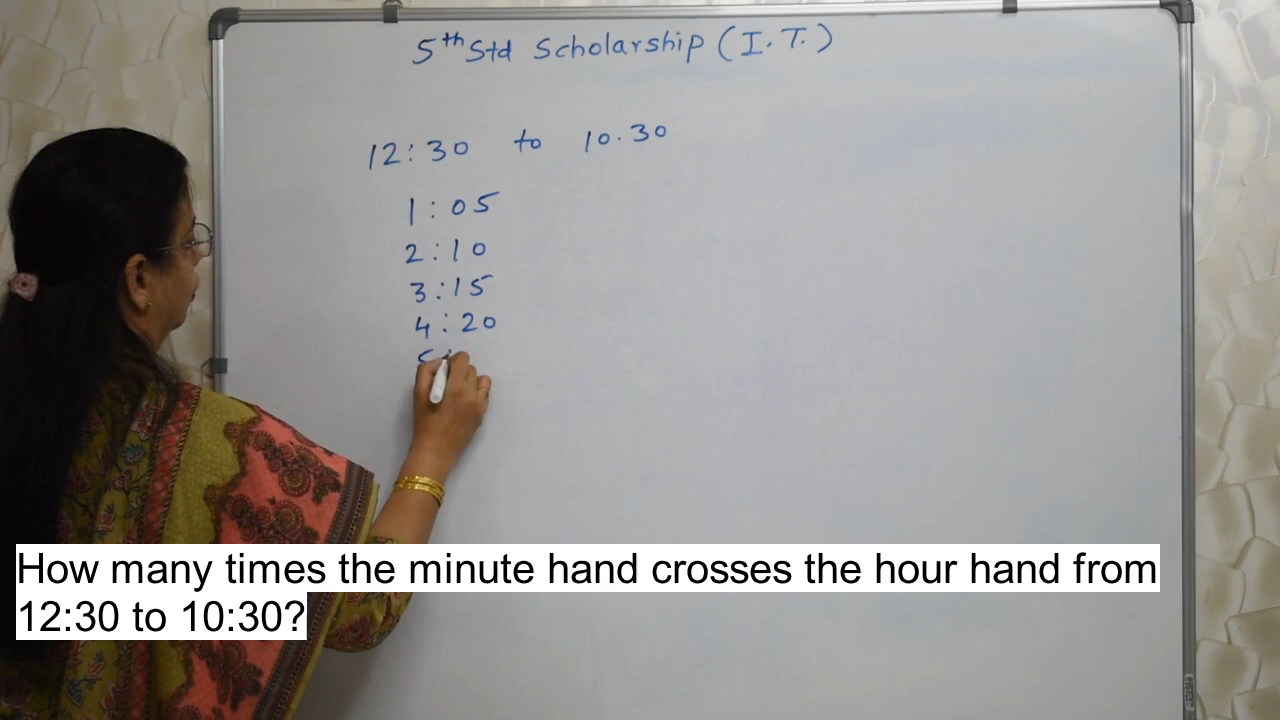 5th Std Scholarship (I.T.)
12:30 to 10.30
1:05
2:10
3:15
4:20
How many times the minute hand crosses the hour hand from
12:30 to 10:30?